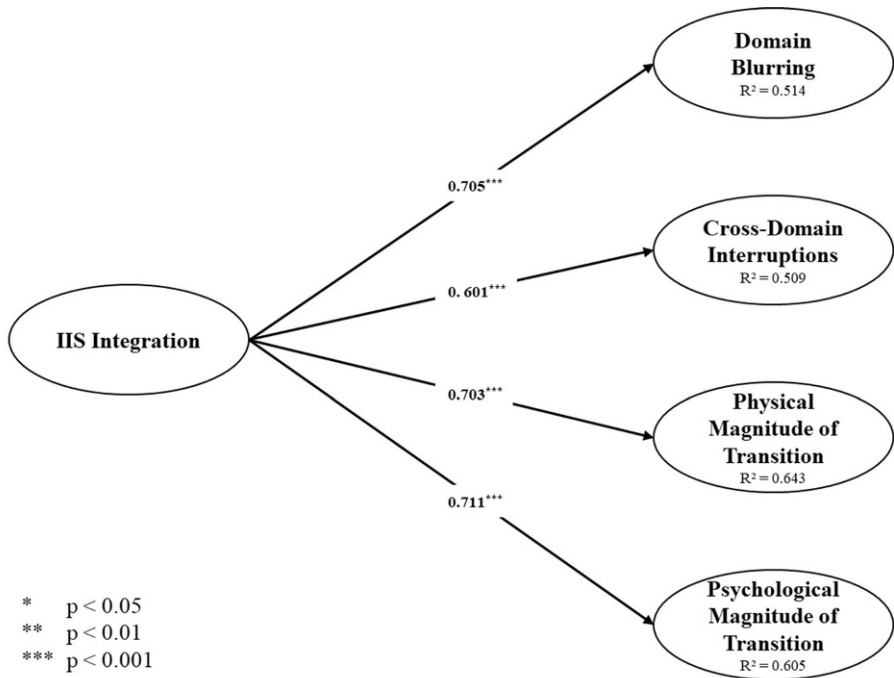 Domain
Blurring
R² = 0.514
0.705***
Cross-Domain
Interruptions
R² = 0.509
0. 601***
IIS Integration
0.703***
Physical
Magnitude of
Transition
R² = 0.643
0.711***
Psychological
Magnitude of
Transition
R² = 0.605
* p < 0.05
** p < 0.01
*** p < 0.001